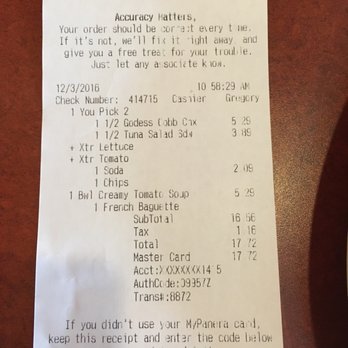 Accuracy Matters,
Your order should be correct every time.
If it's not, we'll fix it right away and
give you a free treat for your trouble.
Just let any associate know.
12/3/2016 10:58:29 AM
Check Number: 414715 Cashier Gregory
1 You Pick 2
1 1/2 Godess Cobb Chx 5.29
1 1/2 Tuna Salad Sdw 3.89
+ Xtr Lettuce
+ Xtr Tomato
1 Soda 2.09
1 Chips
1 Bwl Creamy Tomato Soup 5.29
1 French Baguette
SubTotal 16.56
Tax 1.16
Total 17.72
Master Card 17.72
Acct:XXXXXXXX1415
AuthCode:09957Z
Trans#:8872
If you didn't use your MyPanera card,
keep this receipt and enter the code below